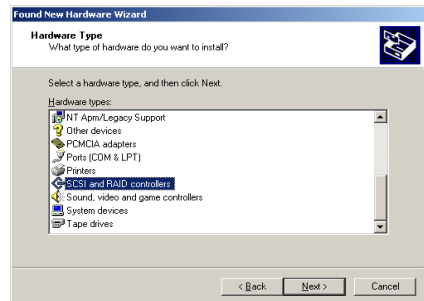 Found New Hardware Wizard
Hardware Type
What type of hardware do you want to install?
Select a hardware type, and then click Next.
Hardware types:
NT Apm/Legacy Support
Other devices
PCMCIA adapters
Ports (COM & LPT)
Printers
SCSI and RAID controllers
Sound, video and game controllers
System devices
Tape drives
< Back
Next >
Cancel